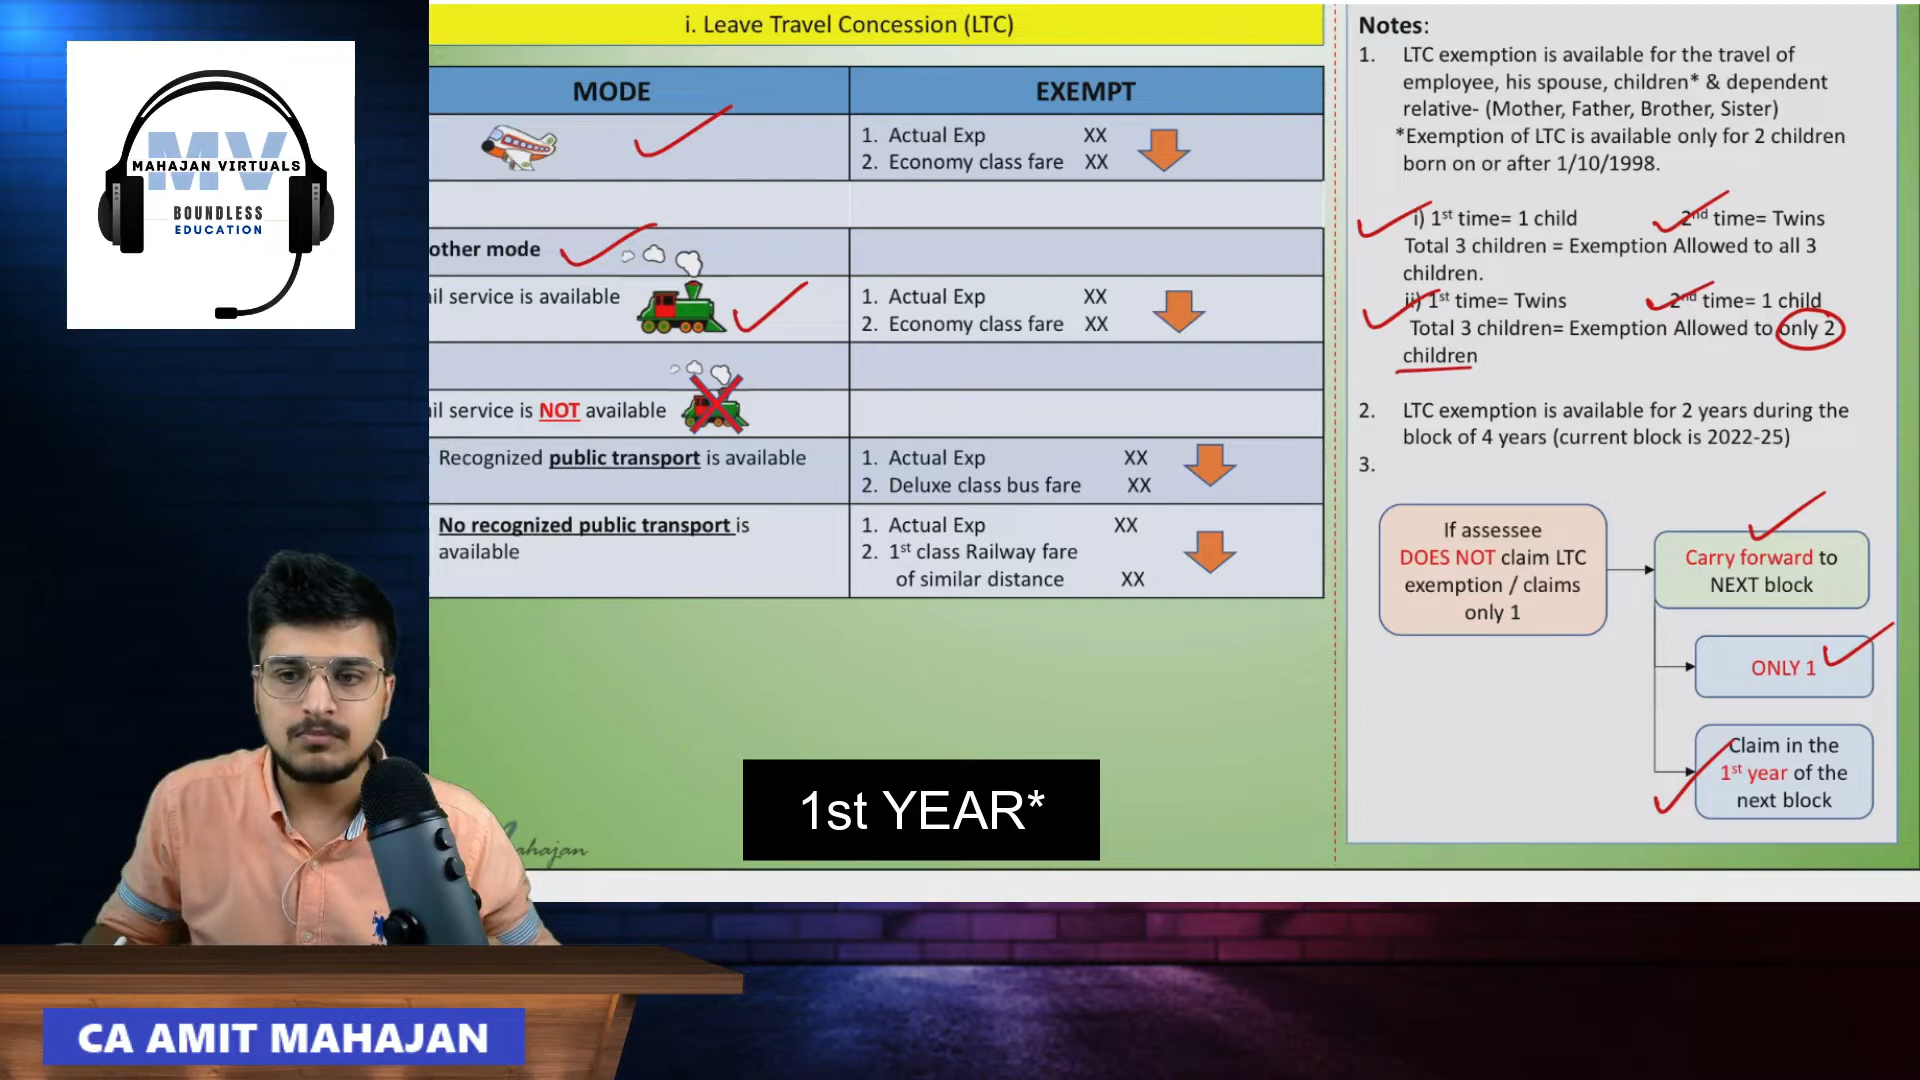 MV
MAHAJAN VIRTUALS
BOUNDLESS
EDUCATION
i. Leave Travel Concession (LTC)
MODE
EXEMPT
1. Actual Exp XX
2. Economy class fare XX
other mode
ail service is available
1. Actual Exp XX
2. Economy class fare XX
ail service is NOT available
Recognized public transport is available
1. Actual Exp XX
2. Deluxe class bus fare XX
No recognized public transport is
available
1. Actual Exp XX
2. 1st class Railway fare
of similar distance XX
ahajan
Notes:
1. LTC exemption is available for the travel of
employee, his spouse, children* & dependent
relative- (Mother, Father, Brother, Sister)
*Exemption of LTC is available only for 2 children
born on or after 1/10/1998.
i) 1st time= 1 child 2nd time= Twins
Total 3 children = Exemption Allowed to all 3
children.
ii) 1st time= Twins 2nd time= 1 child
Total 3 children= Exemption Allowed to only 2
children
2. LTC exemption is available for 2 years during the
block of 4 years (current block is 2022-25)
3.
If assessee
DOES NOT claim LTC
exemption / claims
only 1
Carry forward to
NEXT block
ONLY 1
Claim in the
1st year of the
next block
1st YEAR*
CA AMIT MAHAJAN